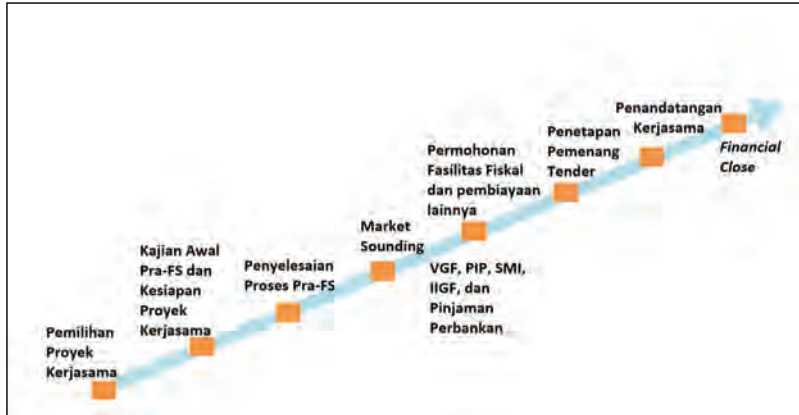 Pemilihan
Proyek
Kerjasama
Kajian Awal
Pra-FS dan
Kesiapan
Proyek
Kerjasama
Penyelesaian
Proses Pra-FS
Market
Sounding
Permohonan
Fasilitas Fiskal
dan pembiayaan
lainnya
VGF, PIP, SMI,
IIGF, dan
Pinjaman
Perbankan
Penetapan
Pemenang
Tender
Penandatangan
Kerjasama
Financial
Close